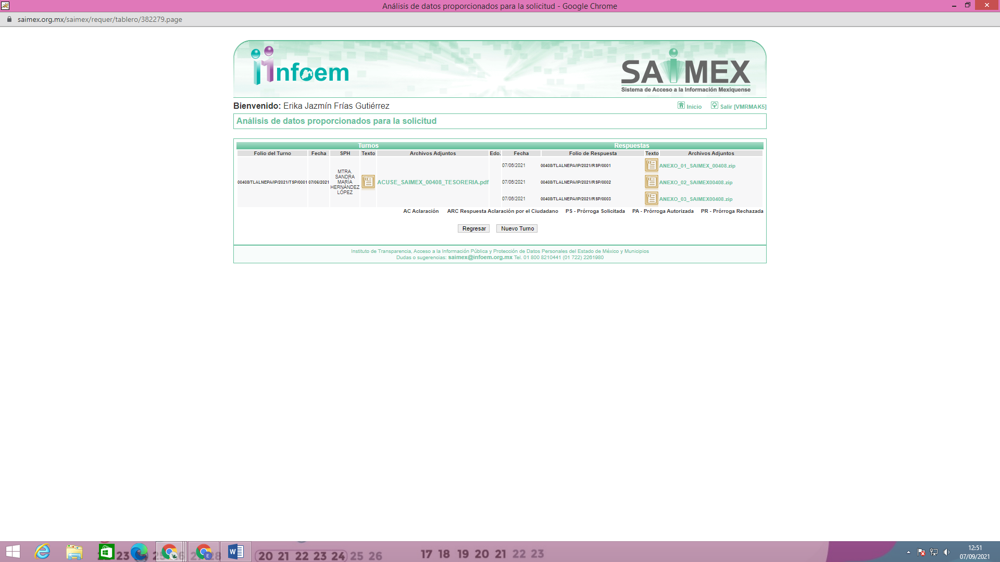 Análisis de datos proporcionados para la solicitud - Google Chrome
saimex.org.mx/saimex/requer/tablero/382279.page
infoem
SAIMEX
Sistema de Acceso a la Información Mexiquense
Bienvenido: Erika Jazmín Frías Gutiérrez
Inicio Salir [VMRMAK5]
Análisis de datos proporcionados para la solicitud
Turnos Respuestas
Folio del Turno Fecha SPH Texto Archivos Adjuntos Edo. Fecha Folio de Respuesta Texto Archivos Adjuntos
00408/TLALNEPA/IP/2021/TSP/0001 07/06/2021
MTRA.
SANDRA
MARÍA
HERNÁNDEZ
LÓPEZ
ACUSE_SAIMEX_00408_TESORERIA.pdf
07/06/2021 00408/TLALNEPA/IP/2021/RSP/0001 ANEXO_01_SAIMEX_00408.zip
07/06/2021 00408/TLALNEPA/IP/2021/RSP/0002 ANEXO_02_SAIMEX00408.zip
07/06/2021 00408/TLALNEPA/IP/2021/RSP/0003 ANEXO_03_SAIMEX00408.zip
AC Aclaración ARC Respuesta Aclaración por el Ciudadano PS - Prórroga Solicitada PA - Prórroga Autorizada PR - Prórroga Rechazada
Regresar Nuevo Turno
Instituto de Transparencia, Acceso a la Información Pública y Protección de Datos Personales del Estado de México y Municipios
Dudas o sugerencias: saimex@infoem.org.mx Tel. 01 800 8210441 (01 722) 2261980
23 20 21 22 23 24 25 26 17 18 19 20 21 22 23
12:51
07/09/2021